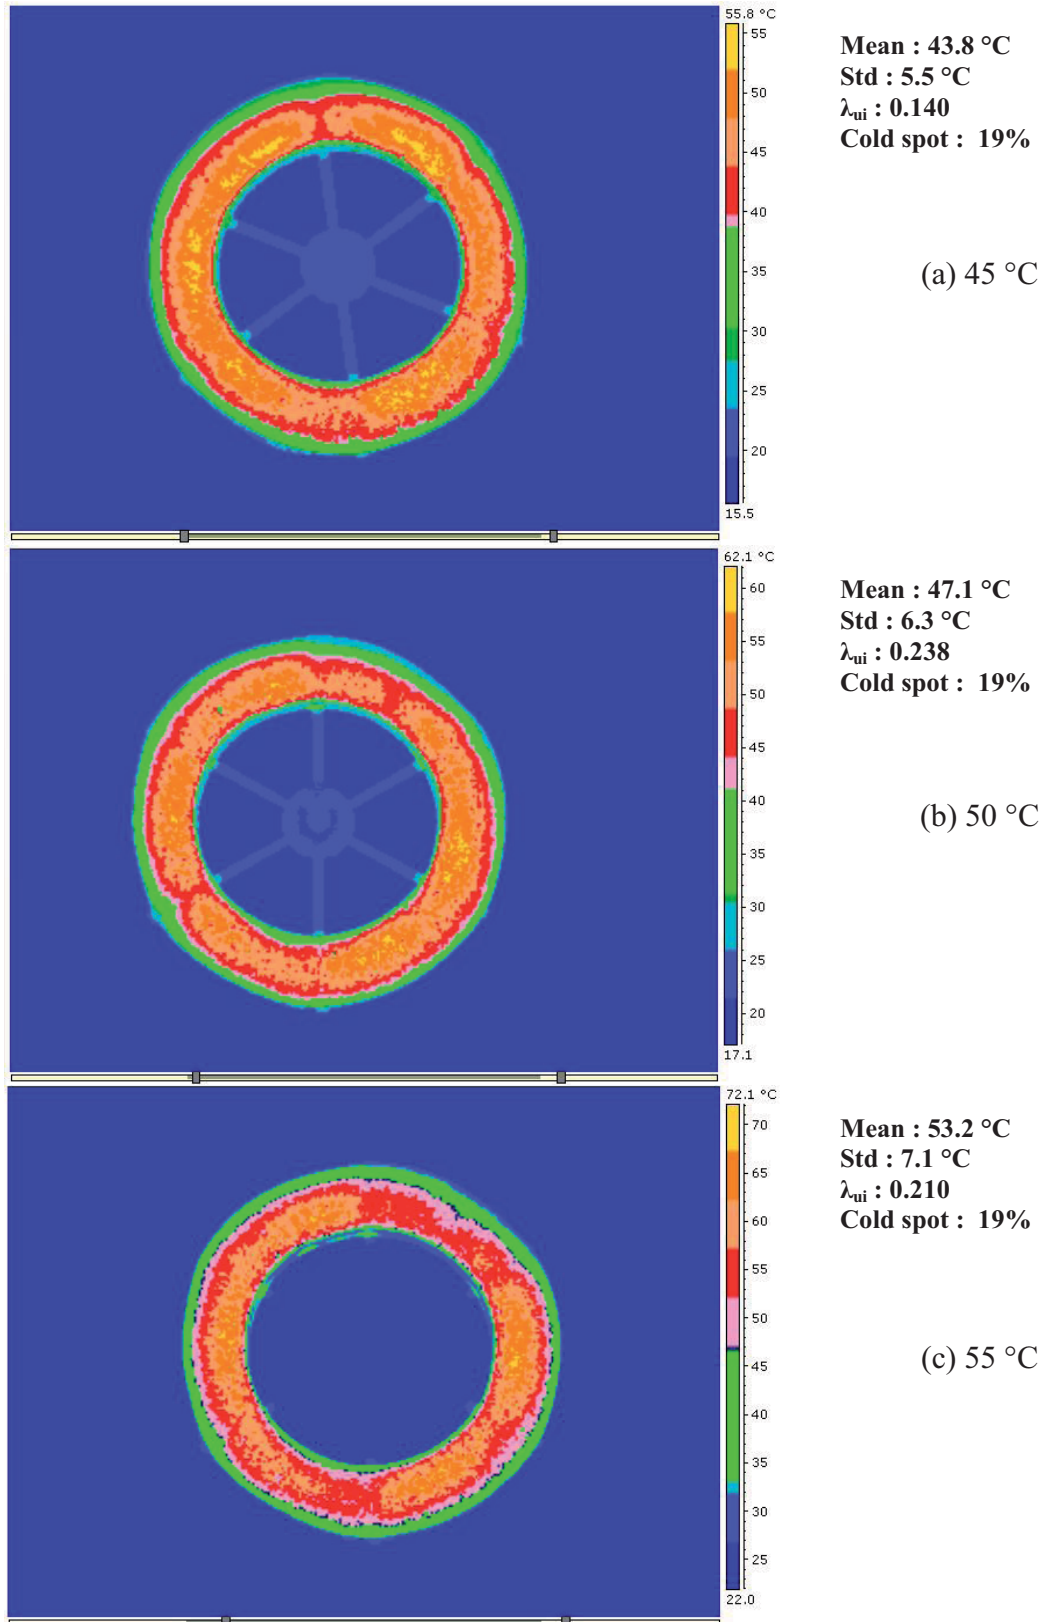 55.8 °C
55
50
45
40
35
30
25
20
15.5
Mean : 43.8 °C
Std : 5.5 °C
λui : 0.140
Cold spot : 19%
(a) 45 °C
62.1 °C
60
55
50
45
40
35
30
25
20
17.1
Mean : 47.1 °C
Std : 6.3 °C
λui : 0.238
Cold spot : 19%
(b) 50 °C
72.1 °C
70
65
60
55
50
45
40
35
30
25
22.0
Mean : 53.2 °C
Std : 7.1 °C
λui : 0.210
Cold spot : 19%
(c) 55 °C